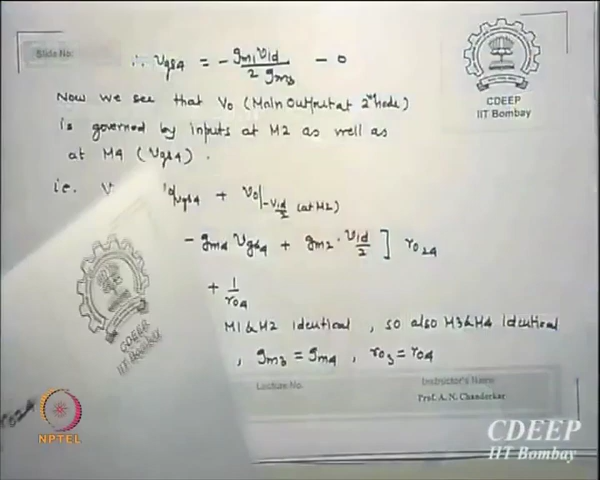 Slide No:
∴ vgs4 = - gm1 vid / 2 gm3 - 0
Now we see that Vo (Main Output at 2nd Node)
is governed by inputs at M2 as well as
at M4 (Vgs4).
i.e. V |vgs4 + Vo|-vid/2 (at M2)
- gm4 Vgs4 + gm2 · vid/2 ] ro24
+ 1/ro4
M1 & M2 identical , so also M3 & M4 identical
, gm3 = gm4 , ro3 = ro4
Lecture No.
Instructor's Name
Prof. A. N. Chanderkar
CDEEP
IIT Bombay
CDEEP
IIT Bombay
ro24
NPTEL
CDEEP
IIT Bombay